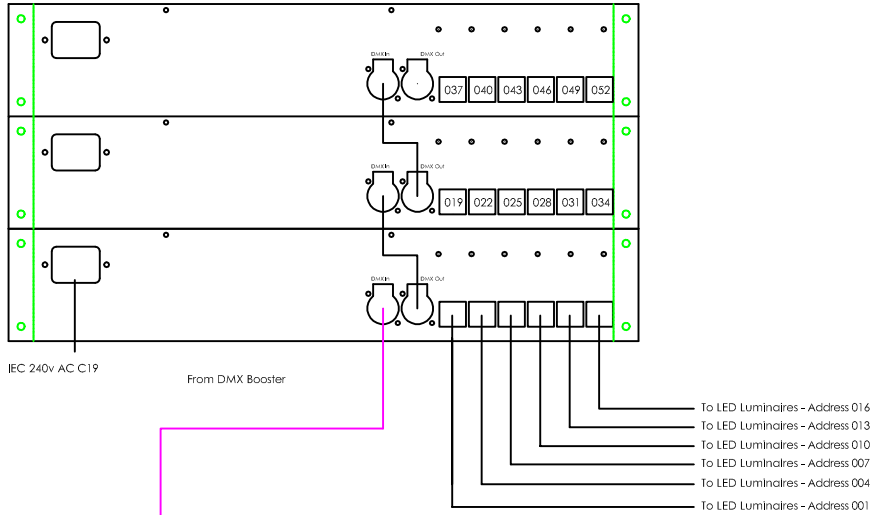 DMX In DMX Out
037 040 043 046 049 052
DMX In DMX Out
019 022 025 028 031 034
DMX In DMX Out
IEC 240v AC C19
From DMX Booster
To LED Luminaires - Address 016
To LED Luminaires - Address 013
To LED Luminaires - Address 010
To LED Luminaires - Address 007
To LED Luminaires - Address 004
To LED Luminaires - Address 001